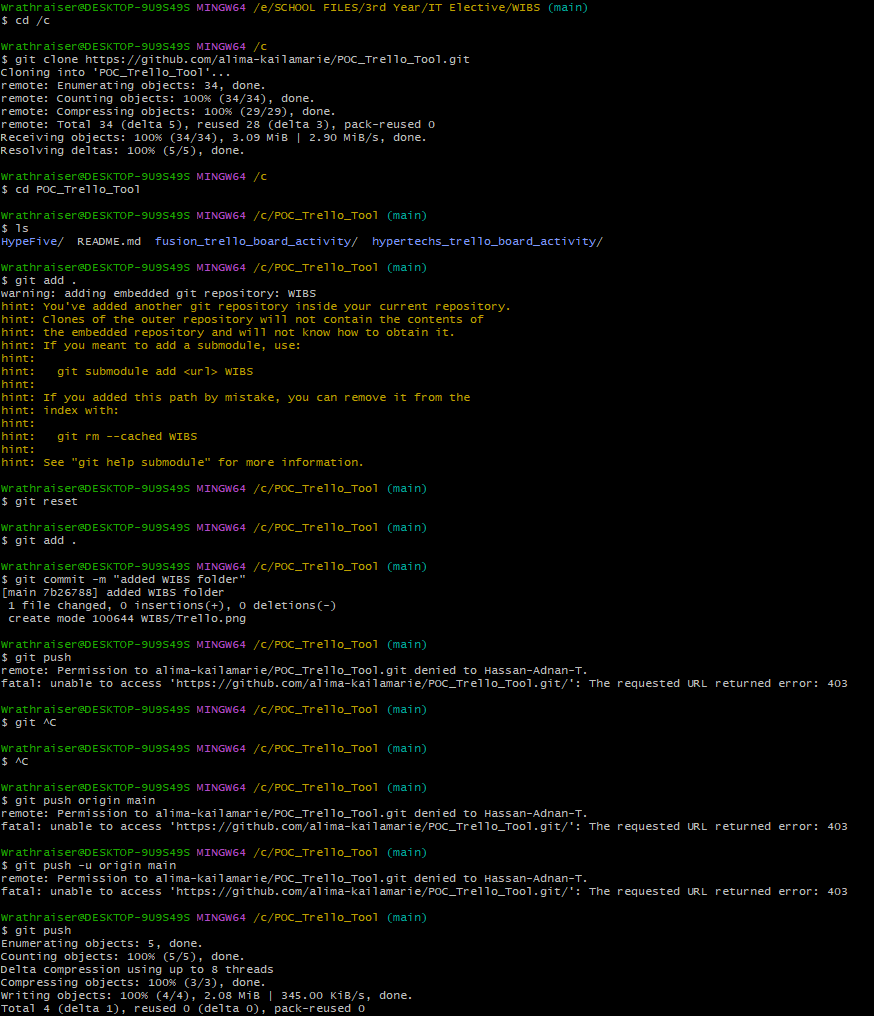 Wrathraiser@DESKTOP-9U9S49S MINGW64 /e/SCHOOL FILES/3rd Year/IT Elective/WIBS (main)
$ cd /c
Wrathraiser@DESKTOP-9U9S49S MINGW64 /c
$ git clone https://github.com/alima-kailamarie/POC_Trello_Tool.git
Cloning into 'POC_Trello_Tool'...
remote: Enumerating objects: 34, done.
remote: Counting objects: 100% (34/34), done.
remote: Compressing objects: 100% (29/29), done.
remote: Total 34 (delta 5), reused 28 (delta 3), pack-reused 0
Receiving objects: 100% (34/34), 3.09 MiB | 2.90 MiB/s, done.
Resolving deltas: 100% (5/5), done.
Wrathraiser@DESKTOP-9U9S49S MINGW64 /c
$ cd POC_Trello_Tool
Wrathraiser@DESKTOP-9U9S49S MINGW64 /c/POC_Trello_Tool (main)
$ ls
HypeFive/  README.md  fusion_trello_board_activity/  hypertechs_trello_board_activity/
Wrathraiser@DESKTOP-9U9S49S MINGW64 /c/POC_Trello_Tool (main)
$ git add .
warning: adding embedded git repository: WIBS
hint: You've added another git repository inside your current repository.
hint: Clones of the outer repository will not contain the contents of
hint: the embedded repository and will not know how to obtain it.
hint: If you meant to add a submodule, use:
hint:
hint:   git submodule add <url> WIBS
hint:
hint: If you added this path by mistake, you can remove it from the
hint: index with:
hint:
hint:   git rm --cached WIBS
hint:
hint: See "git help submodule" for more information.
Wrathraiser@DESKTOP-9U9S49S MINGW64 /c/POC_Trello_Tool (main)
$ git reset
Wrathraiser@DESKTOP-9U9S49S MINGW64 /c/POC_Trello_Tool (main)
$ git add .
Wrathraiser@DESKTOP-9U9S49S MINGW64 /c/POC_Trello_Tool (main)
$ git commit -m "added WIBS folder"
[main 7b26788] added WIBS folder
 1 file changed, 0 insertions(+), 0 deletions(-)
 create mode 100644 WIBS/Trello.png
Wrathraiser@DESKTOP-9U9S49S MINGW64 /c/POC_Trello_Tool (main)
$ git push
remote: Permission to alima-kailamarie/POC_Trello_Tool.git denied to Hassan-Adnan-T.
fatal: unable to access 'https://github.com/alima-kailamarie/POC_Trello_Tool.git/': The requested URL returned error: 403
Wrathraiser@DESKTOP-9U9S49S MINGW64 /c/POC_Trello_Tool (main)
$ git ^C
Wrathraiser@DESKTOP-9U9S49S MINGW64 /c/POC_Trello_Tool (main)
$ ^C
Wrathraiser@DESKTOP-9U9S49S MINGW64 /c/POC_Trello_Tool (main)
$ git push origin main
remote: Permission to alima-kailamarie/POC_Trello_Tool.git denied to Hassan-Adnan-T.
fatal: unable to access 'https://github.com/alima-kailamarie/POC_Trello_Tool.git/': The requested URL returned error: 403
Wrathraiser@DESKTOP-9U9S49S MINGW64 /c/POC_Trello_Tool (main)
$ git push -u origin main
remote: Permission to alima-kailamarie/POC_Trello_Tool.git denied to Hassan-Adnan-T.
fatal: unable to access 'https://github.com/alima-kailamarie/POC_Trello_Tool.git/': The requested URL returned error: 403
Wrathraiser@DESKTOP-9U9S49S MINGW64 /c/POC_Trello_Tool (main)
$ git push
Enumerating objects: 5, done.
Counting objects: 100% (5/5), done.
Delta compression using up to 8 threads
Compressing objects: 100% (3/3), done.
Writing objects: 100% (4/4), 2.08 MiB | 345.00 KiB/s, done.
Total 4 (delta 1), reused 0 (delta 0), pack-reused 0